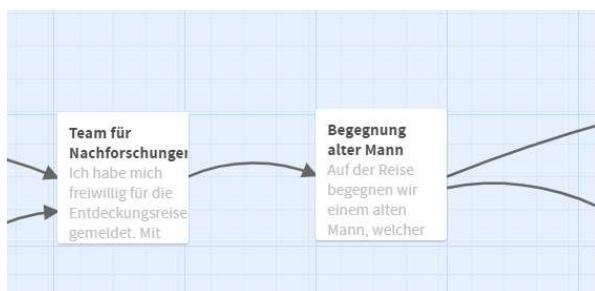 Team für
Nachforschungen
Ich habe mich
freiwillig für die
Entdeckungsreise
gemeldet. Mit
Begegnung
alter Mann
Auf der Reise
begegnen wir
einem alten
Mann, welcher